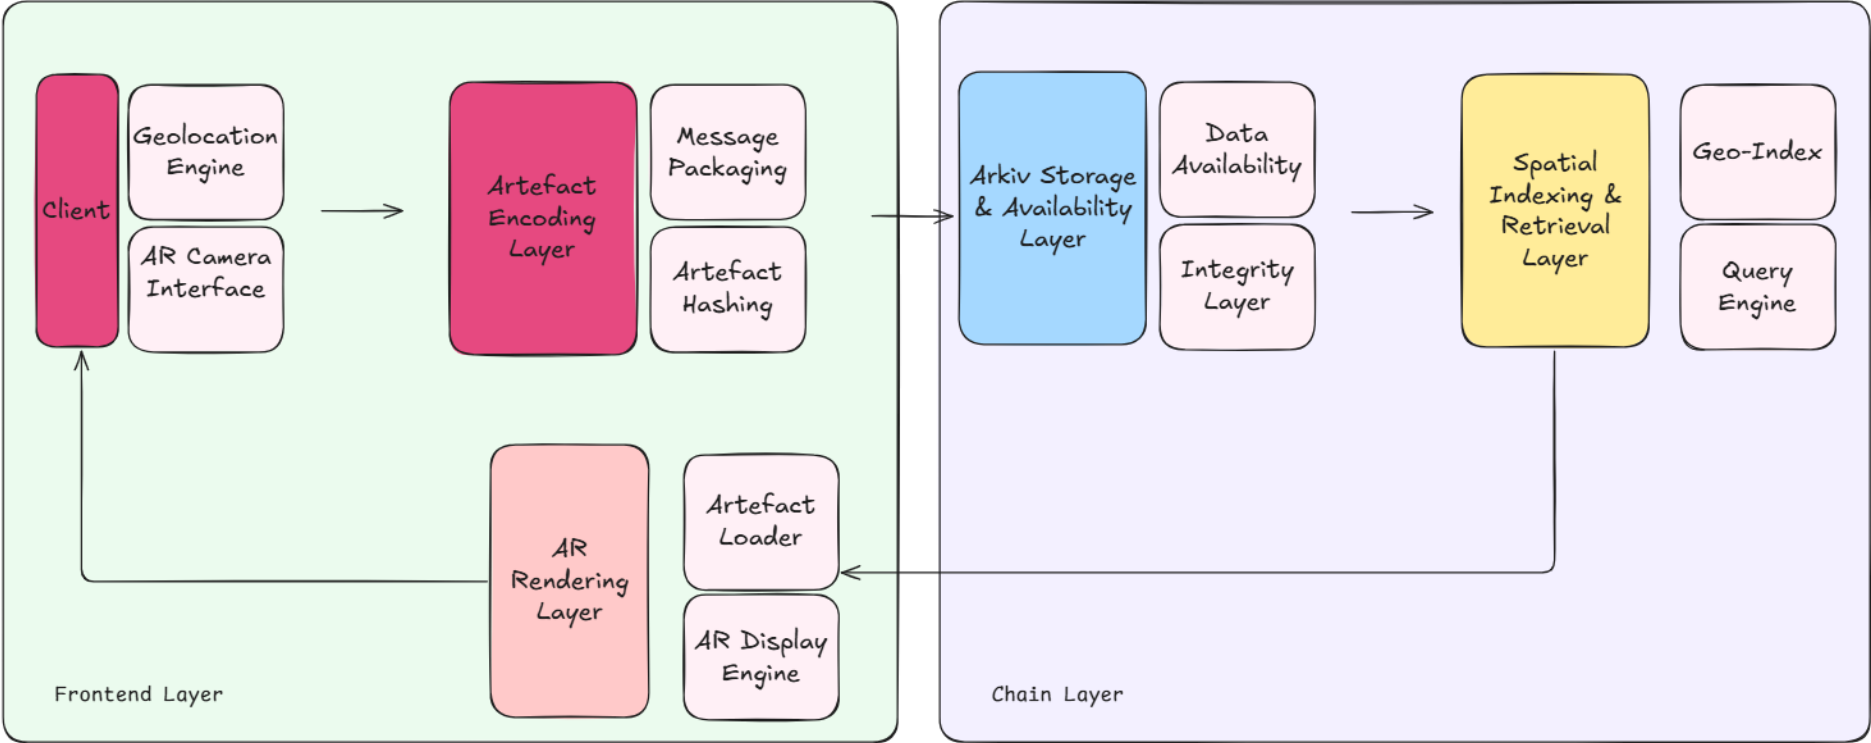 Client
Geolocation
Engine
AR Camera
Interface
Artefact
Encoding
Layer
Message
Packaging
Artefact
Hashing
Arkiv Storage
& Availability
Layer
Data
Availability
Integrity
Layer
Spatial
Indexing &
Retrieval
Layer
Geo-Index
Query
Engine
AR
Rendering
Layer
Artefact
Loader
AR Display
Engine
Frontend Layer
Chain Layer